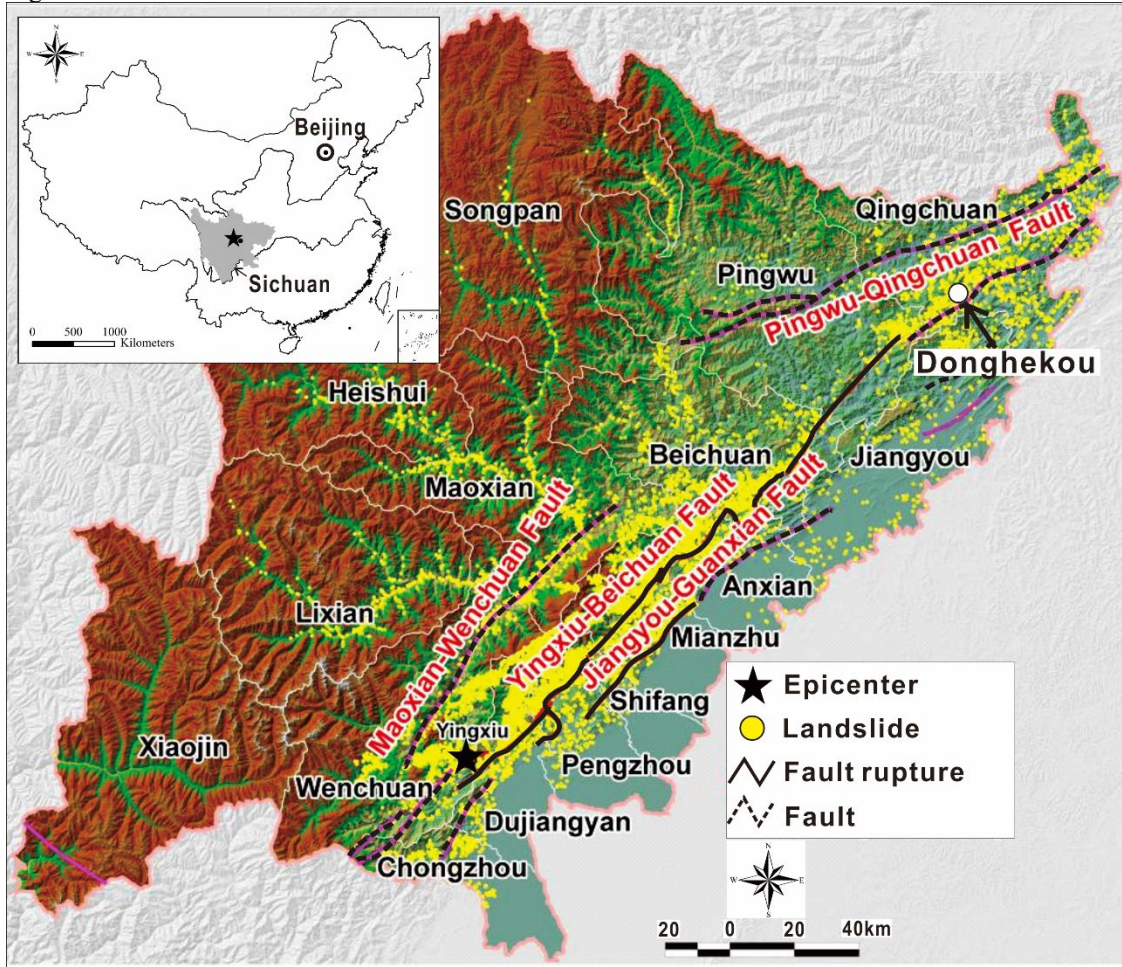 N
W
E
S
Beijing
Sichuan
0
500
1000
Kilometers
Songpan
Qingchuan
Pingwu
Pingwu-Qingchuan Fault
Donghekou
Heishui
Beichuan
Jiangyou
Maoxian
Maoxian-Wenchuan Fault
Yingxiu-Beichuan Fault
Jiangyou-Guanxian Fault
Anxian
Lixian
Mianzhu
Shifang
Xiaojin
Yingxiu
Pengzhou
Wenchuan
Dujiangyan
Chongzhou
Epicenter
Landslide
Fault rupture
Fault
N
W
E
S
20
0
20
40km